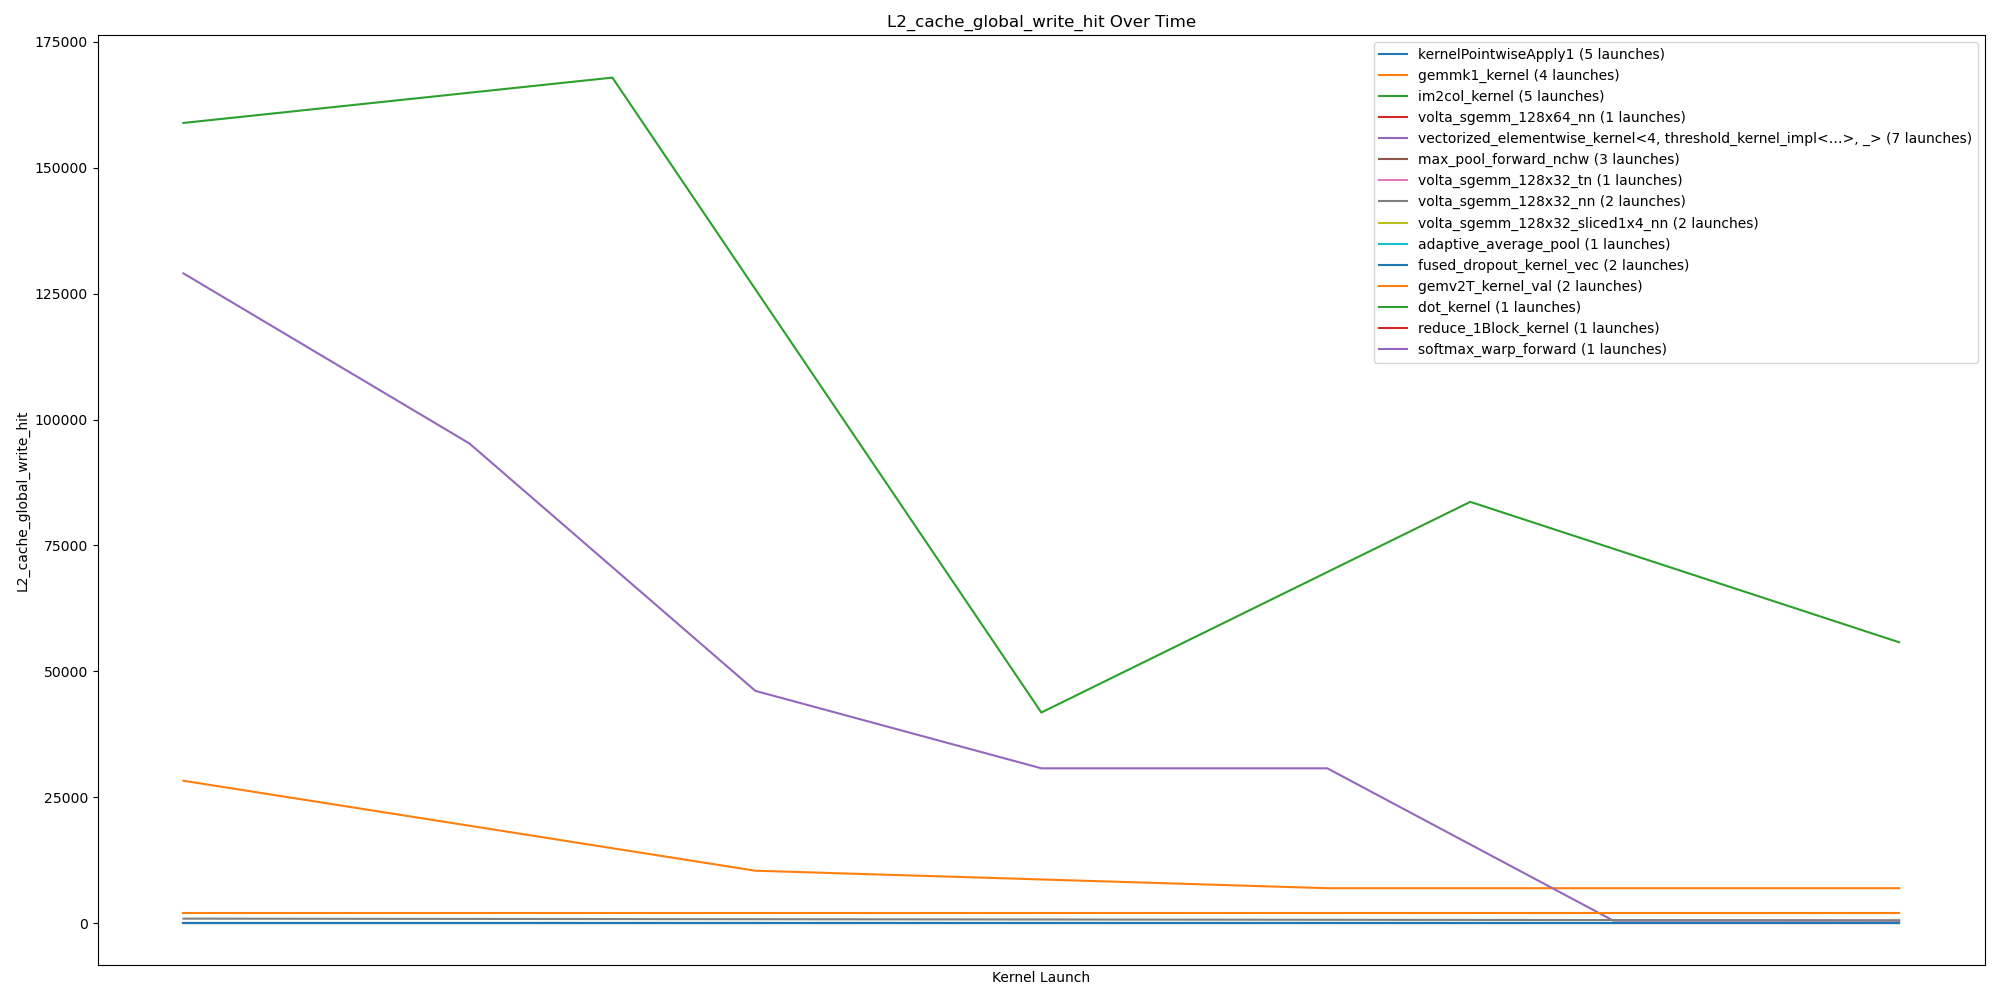 L2_cache_global_write_hit Over Time
175000
150000
125000
100000
75000
50000
25000
0
L2_cache_global_write_hit
Kernel Launch
kernelPointwiseApply1 (5 launches)
gemmk1_kernel (4 launches)
im2col_kernel (5 launches)
volta_sgemm_128x64_nn (1 launches)
vectorized_elementwise_kernel<4, threshold_kernel_impl<...>, _> (7 launches)
max_pool_forward_nchw (3 launches)
volta_sgemm_128x32_tn (1 launches)
volta_sgemm_128x32_nn (2 launches)
volta_sgemm_128x32_sliced1x4_nn (2 launches)
adaptive_average_pool (1 launches)
fused_dropout_kernel_vec (2 launches)
gemv2T_kernel_val (2 launches)
dot_kernel (1 launches)
reduce_1Block_kernel (1 launches)
softmax_warp_forward (1 launches)